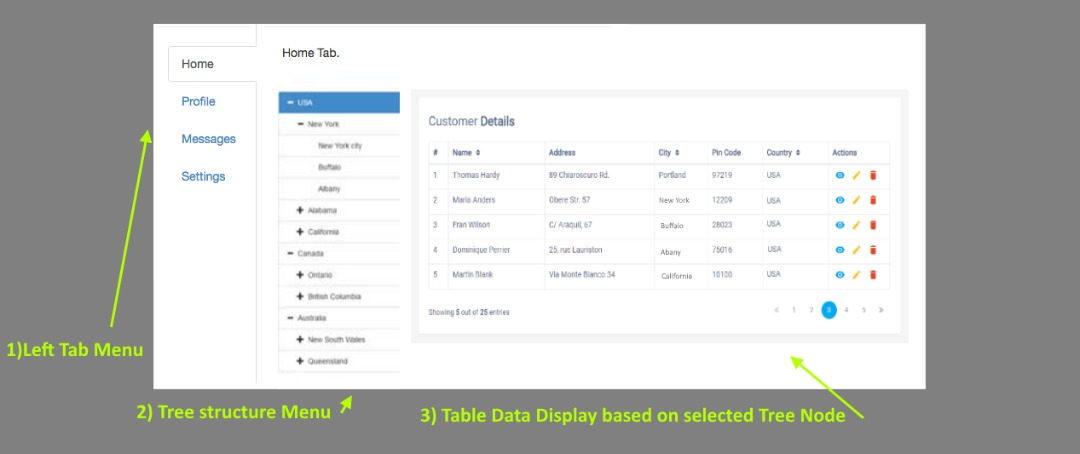 Home
Profile
Messages
Settings
Home Tab.
USA
New York
New York city
Buffalo
Albany
Alabama
California
Canada
Ontario
British Columbia
Australia
New South Wales
Queensland
Customer Details
# Name Address City Pin Code Country Actions
1 Thomas Hardy 89 Chiaroscuro Rd. Portland 97219 USA
2 Maria Anders Obere Str. 57 New York 12209 USA
3 Fran Wilson C/ Araquil, 67 Buffalo 28023 USA
4 Dominique Perrier 25, rue Lauriston Abany 75016 USA
5 Martin Blank Via Monte Bianco 34 California 10100 USA
Showing 5 out of 25 entries
« 1 2 3 4 5 »
1)Left Tab Menu
2) Tree structure Menu
3) Table Data Display based on selected Tree Node